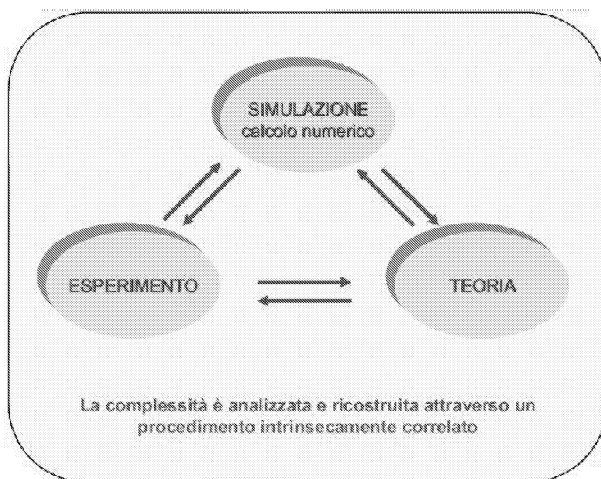 SIMULAZIONE
calcolo numerico
ESPERIMENTO
TEORIA
La complessità è analizzata e ricostruita attraverso un
procedimento intrinsecamente correlato